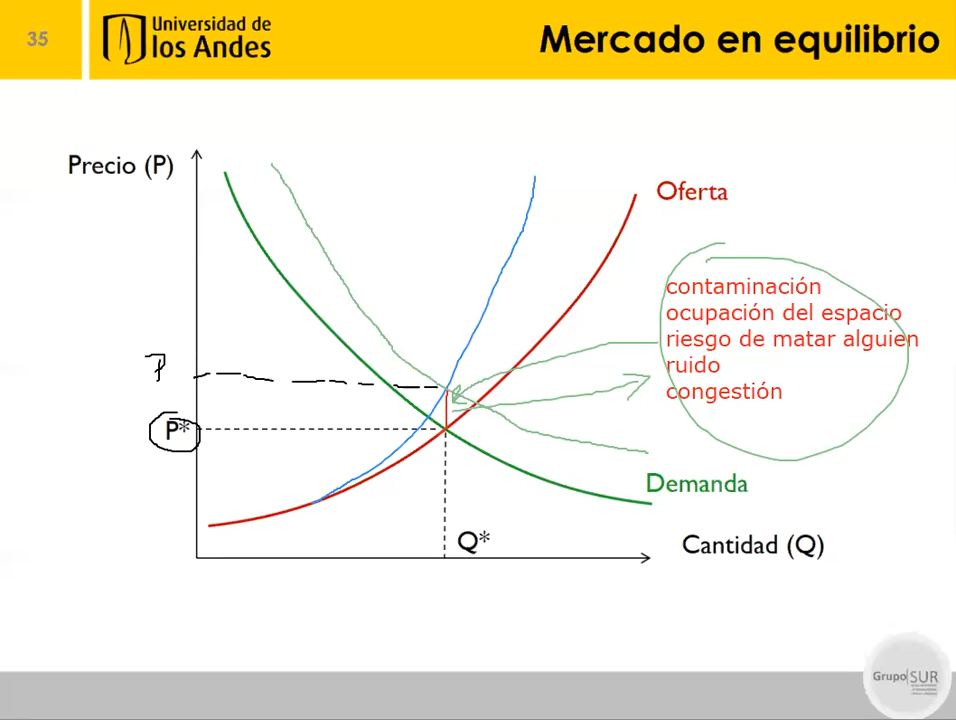 35
Universidad de
los Andes
Mercado en equilibrio
Precio (P)
Oferta
contaminación
ocupación del espacio
riesgo de matar alguien
ruido
congestión
P
P*
Demanda
Q*
Cantidad (Q)
Grupo|SUR